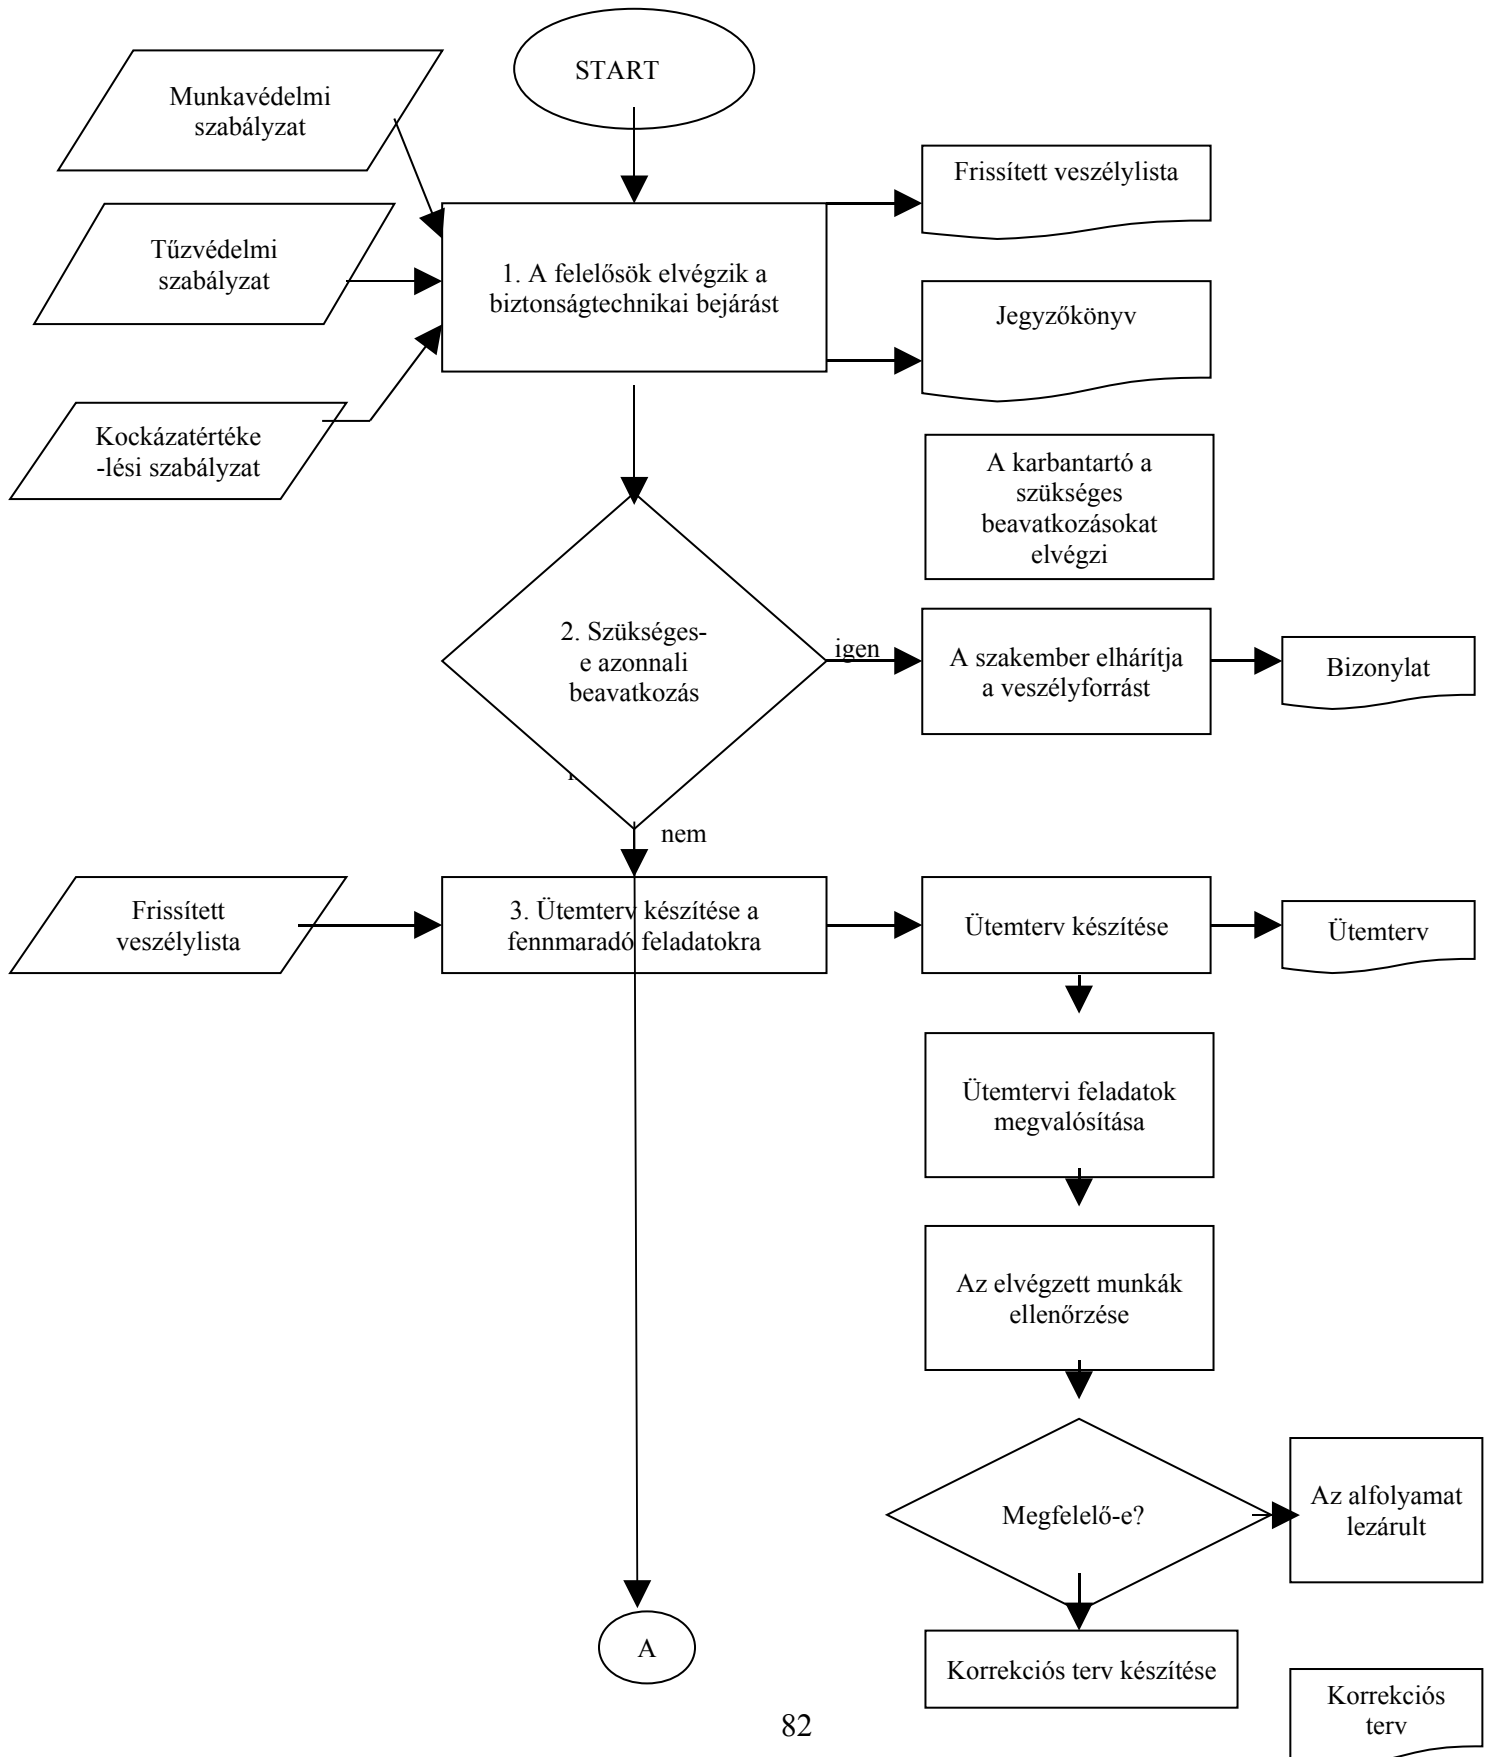 START
Munkavédelmi
szabályzat
Frissített veszélylista
Tűzvédelmi
szabályzat
1. A felelősök elvégzik a
biztonságtechnikai bejárást
Jegyzőkönyv
Kockázatértéke
-lési szabályzat
A karbantartó a
szükséges
beavatkozásokat
elvégzi
2. Szükséges-
e azonnali
beavatkozás
igen
A szakember elhárítja
a veszélyforrást
Bizonylat
nem
Frissített
veszélylista
3. Ütemterv készítése a
fennmaradó feladatokra
Ütemterv készítése
Ütemterv
Ütemtervi feladatok
megvalósítása
Az elvégzett munkák
ellenőrzése
Megfelelő-e?
Az alfolyamat
lezárult
A
Korrekciós terv készítése
Korrekciós
terv
82